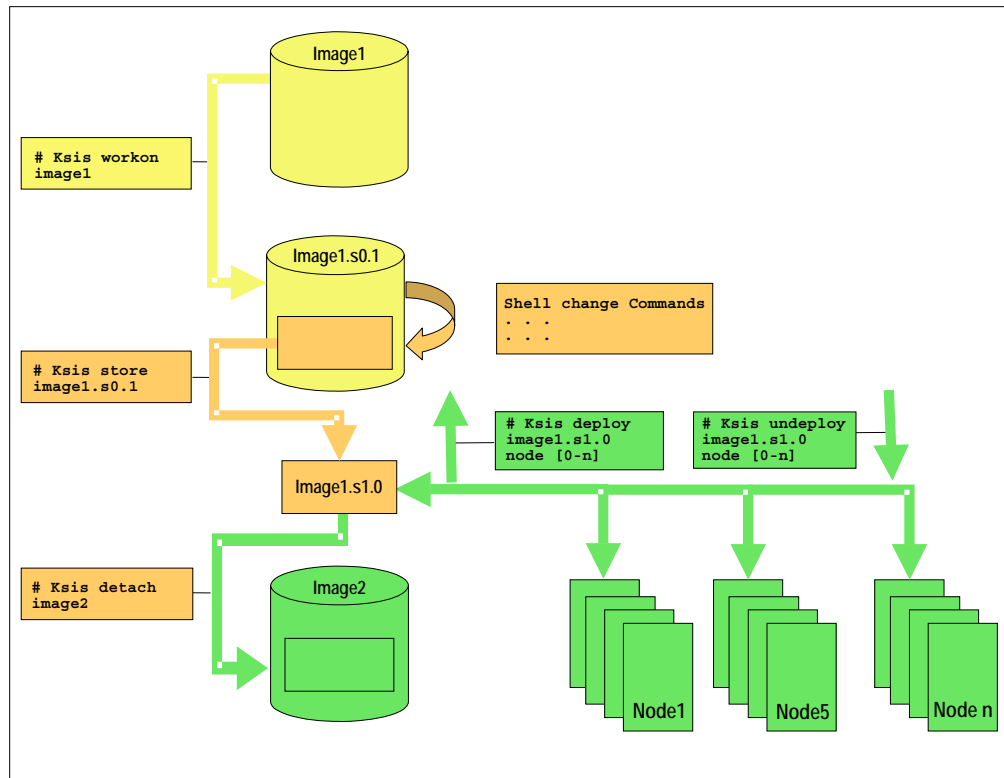 Image1
# Ksis workon
image1
Image1.s0.1
Shell change Commands
. . .
. . .
# Ksis store
image1.s0.1
# Ksis deploy
image1.s1.0
node [0-n]
# Ksis undeploy
image1.s1.0
node [0-n]
Image1.s1.0
# Ksis detach
image2
Image2
Node1
Node5
Node n